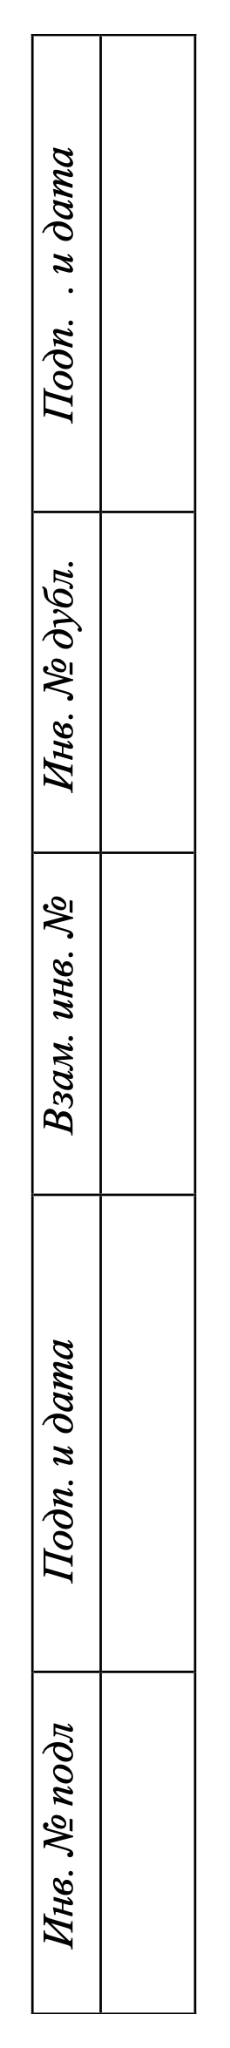 Подп. . и дата
Инв. № дубл.
Взам. инв. №
Подп. и дата
Инв. № подл